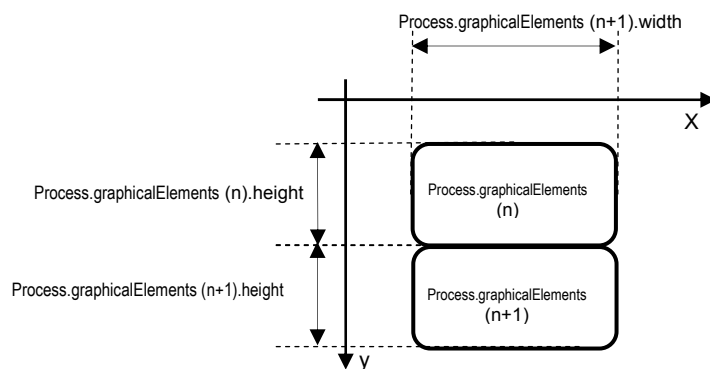 Process.graphicalElements (n+1).width
X
Process.graphicalElements (n).height
Process.graphicalElements
(n)
Process.graphicalElements (n+1).height
Process.graphicalElements
(n+1)
y